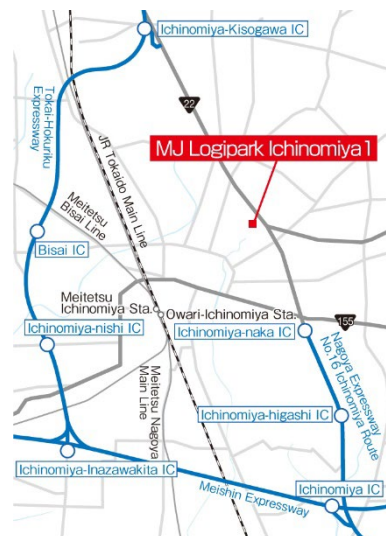 Ichinomiya-Kisogawa IC
Tokai-Hokuriku
Expressway
22
JR Tokaido Main Line
MJ Logipark Ichinomiya1
Meitetsu
Bisai Line
Bisai IC
Meitetsu
Ichinomiya Sta.
Owari-Ichinomiya Sta.
155
Ichinomiya-nishi IC
Ichinomiya-naka IC
Nagoya Expressway
No.16 Ichinomiya
Route
Meitetsu Nagoya
Main Line
Ichinomiya-higashi IC
Ichinomiya-Inazawakita IC
Meishin Expressway
Ichinomiya IC